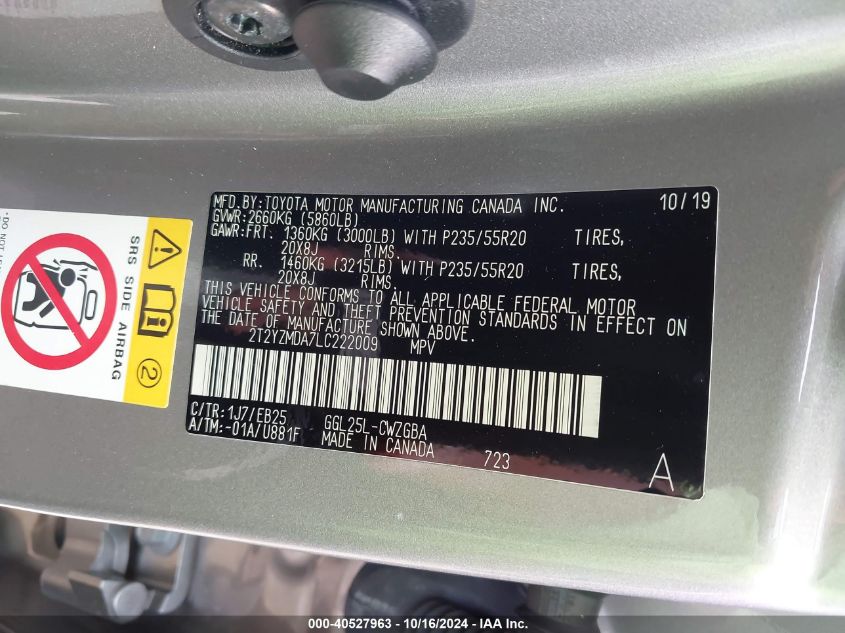 MFD.BY:TOYOTA MOTOR MANUFACTURING CANADA INC. 10/19
GVWR:2660KG (5860LB)
GAWR:FRT. 1360KG (3000LB) WITH P235/55R20 TIRES,
20X8J RIMS.
RR. 1460KG (3215LB) WITH P235/55R20 TIRES,
20X8J RIMS.
THIS VEHICLE CONFORMS TO ALL APPLICABLE FEDERAL MOTOR
VEHICLE SAFETY AND THEFT PREVENTION STANDARDS IN EFFECT ON
THE DATE OF MANUFACTURE SHOWN ABOVE.
2T2YZMDA7LC222009 MPV
C/TR:1J7/EB25 GGL25L-CWZGBA
A/TM:-01A/U881F MADE IN CANADA 723
A
SRS SIDE AIRBAG
2
000-40527963 - 10/16/2024 - © IAA Inc.